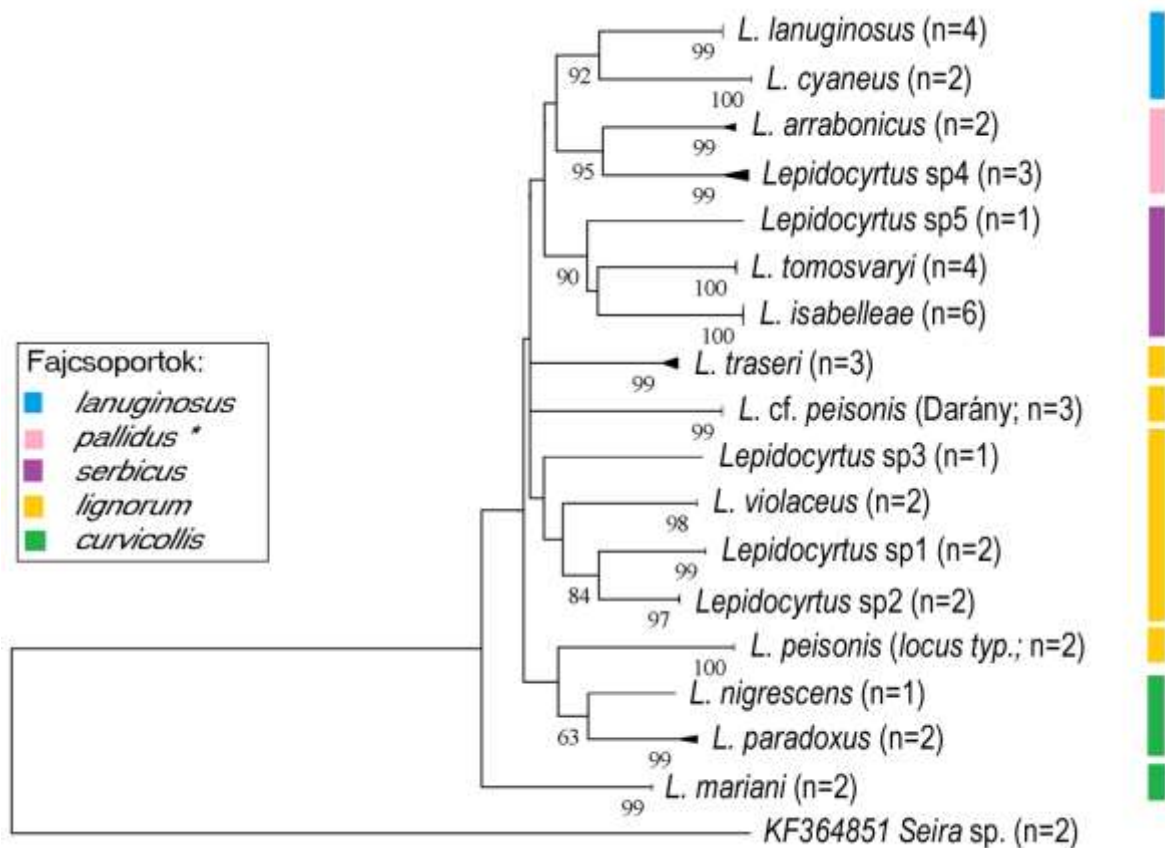 L. lanuginosus (n=4)
99
92
L. cyaneus (n=2)
100
L. arrabonicus (n=2)
99
95
Lepidocyrtus sp4 (n=3)
99
Lepidocyrtus sp5 (n=1)
90
L. tomosvaryi (n=4)
100
L. isabelleae (n=6)
100
Fajcsoportok:
lanuginosus
pallidus *
serbicus
lignorum
curvicollis
L. traseri (n=3)
99
L. cf. peisonis (Darány; n=3)
99
Lepidocyrtus sp3 (n=1)
L. violaceus (n=2)
98
Lepidocyrtus sp1 (n=2)
99
84
Lepidocyrtus sp2 (n=2)
97
L. peisonis (locus typ.; n=2)
100
L. nigrescens (n=1)
63
L. paradoxus (n=2)
99
L. mariani (n=2)
99
KF364851 Seira sp. (n=2)